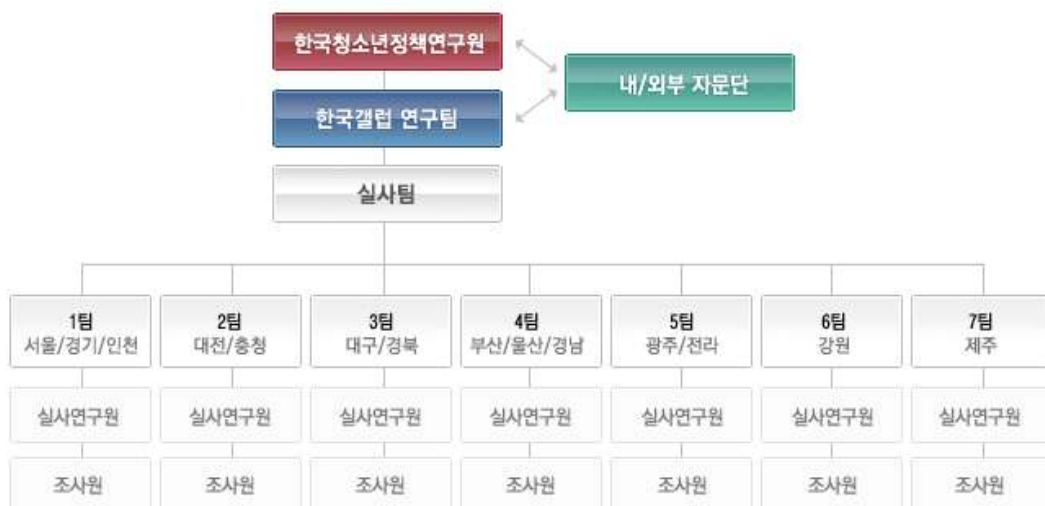 한국청소년정책연구원
내/외부 자문단
한국갤럽 연구팀
실사팀
1팀
서울/경기/인천
2팀
대전/충청
3팀
대구/경북
4팀
부산/울산/경남
5팀
광주/전라
6팀
강원
7팀
제주
실사연구원
실사연구원
실사연구원
실사연구원
실사연구원
실사연구원
실사연구원
조사원
조사원
조사원
조사원
조사원
조사원
조사원